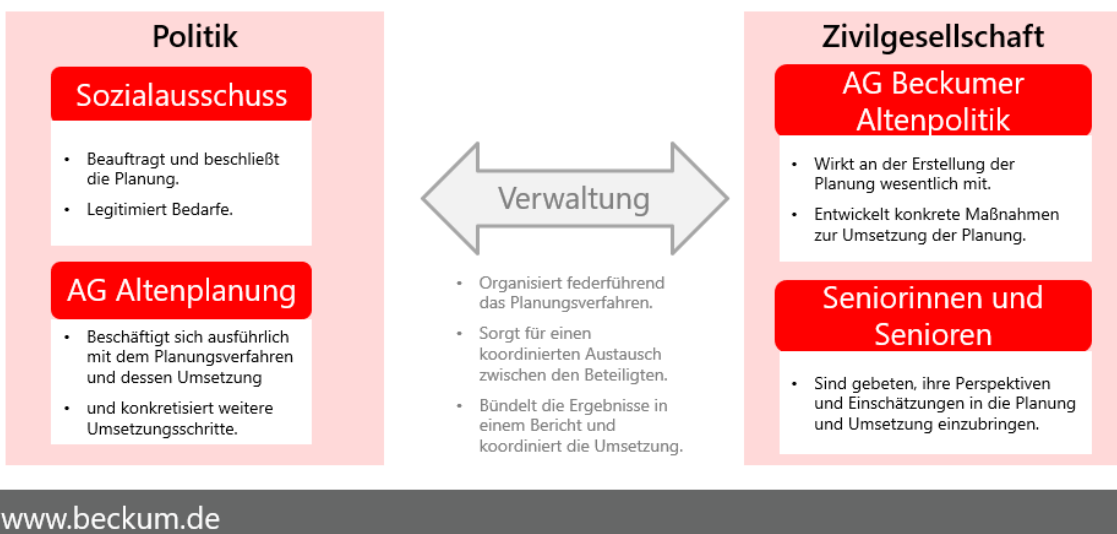 Politik
Sozialausschuss
• Beauftragt und beschließt
die Planung.
• Legitimiert Bedarfe.
AG Altenplanung
• Beschäftigt sich ausführlich
mit dem Planungsverfahren
und dessen Umsetzung
• und konkretisiert weitere
Umsetzungsschritte.
Verwaltung
• Organisiert federführend
das Planungsverfahren.
• Sorgt für einen
koordinierten Austausch
zwischen den Beteiligten.
• Bündelt die Ergebnisse in
einem Bericht und
koordiniert die Umsetzung.
Zivilgesellschaft
AG Beckumer
Altenpolitik
• Wirkt an der Erstellung der
Planung wesentlich mit.
• Entwickelt konkrete Maßnahmen
zur Umsetzung der Planung.
Seniorinnen und
Senioren
• Sind gebeten, ihre Perspektiven
und Einschätzungen in die Planung
und Umsetzung einzubringen.
www.beckum.de